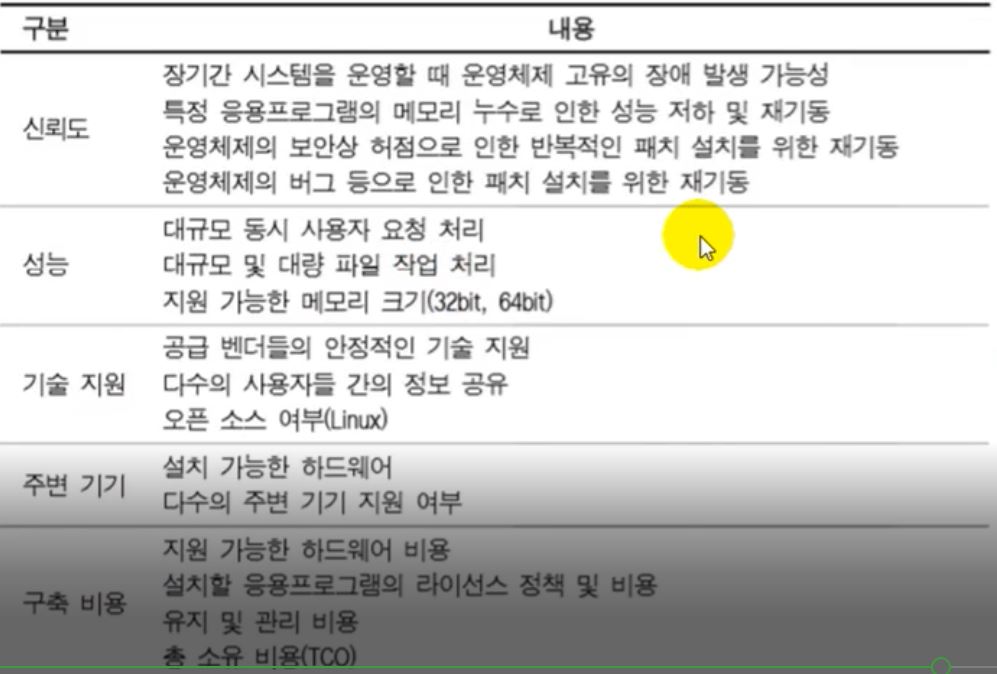 구분 내용
신뢰도
장기간 시스템을 운영할 때 운영체제 고유의 장애 발생 가능성
특정 응용프로그램의 메모리 누수로 인한 성능 저하 및 재기동
운영체제의 보안상 허점으로 인한 반복적인 패치 설치를 위한 재기동
운영체제의 버그 등으로 인한 패치 설치를 위한 재기동
성능
대규모 동시 사용자 요청 처리
대규모 및 대량 파일 작업 처리
지원 가능한 메모리 크기(32bit, 64bit)
기술 지원
공급 벤더들의 안정적인 기술 지원
다수의 사용자들 간의 정보 공유
오픈 소스 여부(Linux)
주변 기기
설치 가능한 하드웨어
다수의 주변 기기 지원 여부
구축 비용
지원 가능한 하드웨어 비용
설치할 응용프로그램의 라이선스 정책 및 비용
유지 및 관리 비용
총 소유 비용(TCO)